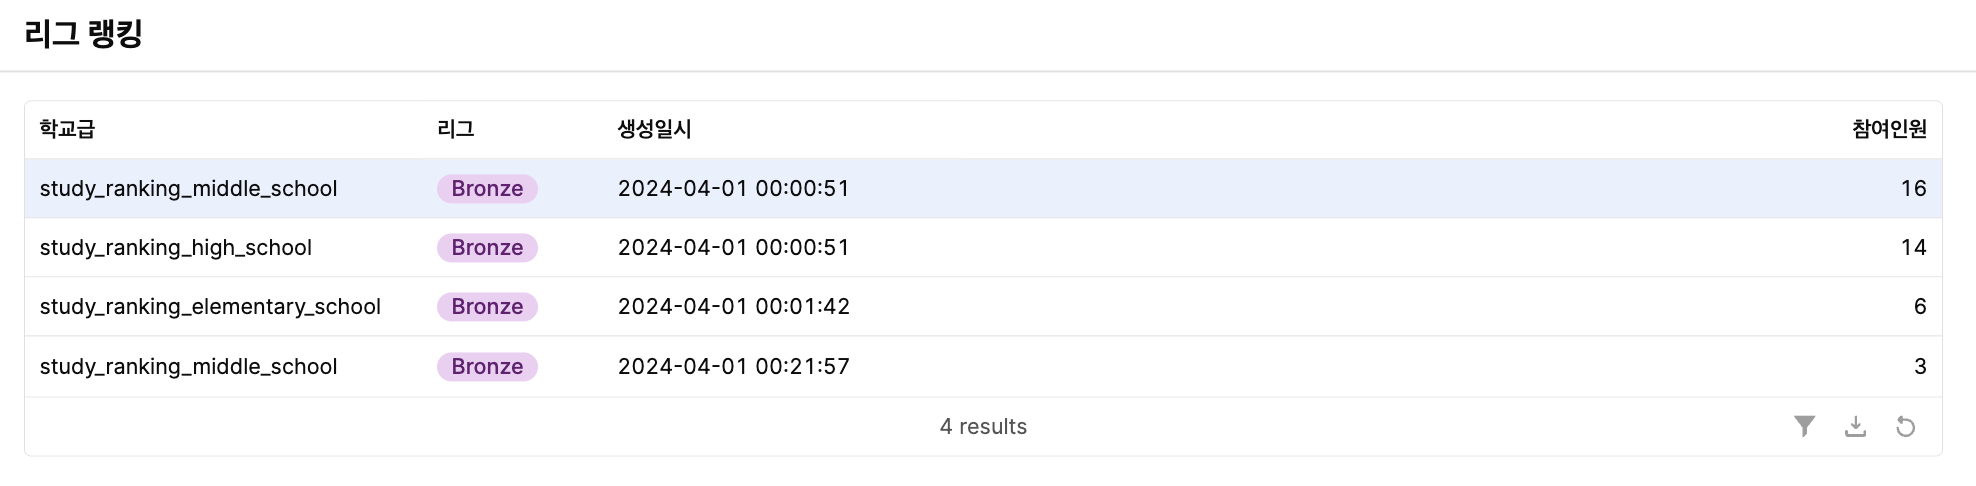 리그 랭킹
학교급 리그 생성일시 참여인원
study_ranking_middle_school Bronze 2024-04-01 00:00:51 16
study_ranking_high_school Bronze 2024-04-01 00:00:51 14
study_ranking_elementary_school Bronze 2024-04-01 00:01:42 6
study_ranking_middle_school Bronze 2024-04-01 00:21:57 3
4 results